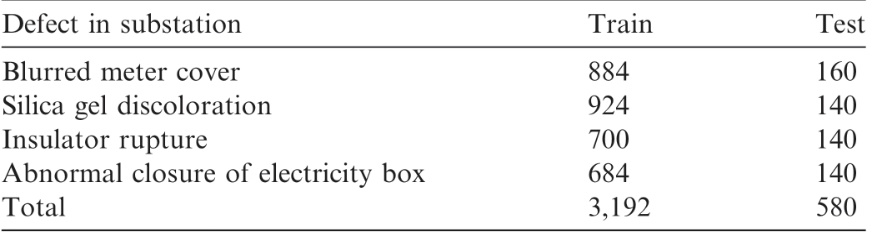 Defect in substation Train Test
Blurred meter cover 884 160
Silica gel discoloration 924 140
Insulator rupture 700 140
Abnormal closure of electricity box 684 140
Total 3,192 580